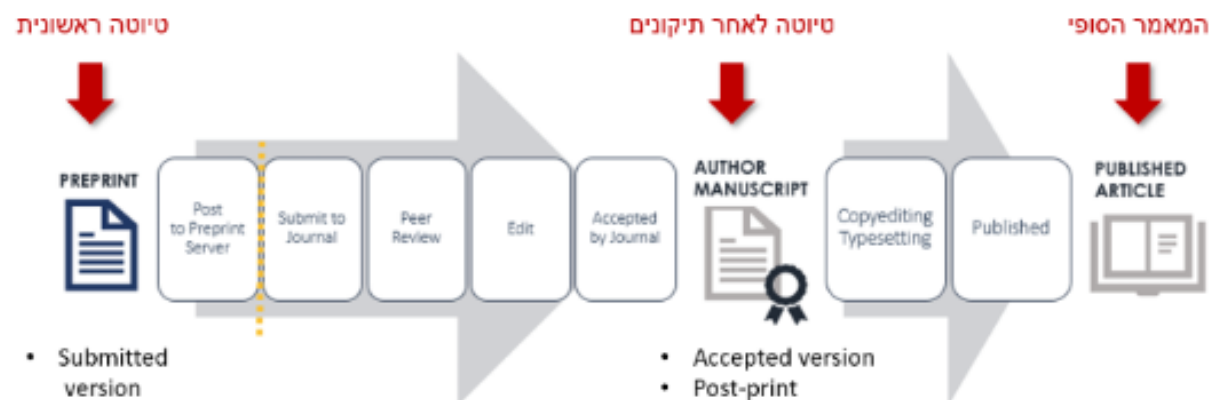 טיוטה ראשונית
טיוטה לאחר תיקונים
המאמר הסופי
PREPRINT
Post
to Preprint
Server
Submit to
Journal
Peer
Review
Edit
Accepted
by Journal
AUTHOR
MANUSCRIPT
Copyediting
Typesetting
Published
PUBLISHED
ARTICLE
• Submitted
version
• Accepted version
• Post-print